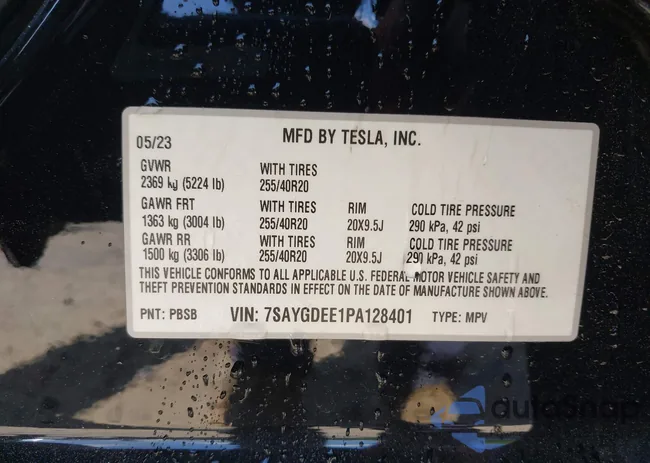 05/23 MFD BY TESLA, INC.
GVWR WITH TIRES
2369 kg (5224 lb) 255/40R20
GAWR FRT WITH TIRES RIM COLD TIRE PRESSURE
1363 kg (3004 lb) 255/40R20 20X9.5J 290 kPa, 42 psi
GAWR RR WITH TIRES RIM COLD TIRE PRESSURE
1500 kg (3306 lb) 255/40R20 20X9.5J 290 kPa, 42 psi
THIS VEHICLE CONFORMS TO ALL APPLICABLE U.S. FEDERAL MOTOR VEHICLE SAFETY AND
THEFT PREVENTION STANDARDS IN EFFECT ON THE DATE OF MANUFACTURE SHOWN ABOVE.
PNT: PBSB VIN: 7SAYGDEE1PA128401 TYPE: MPV
autoSnap